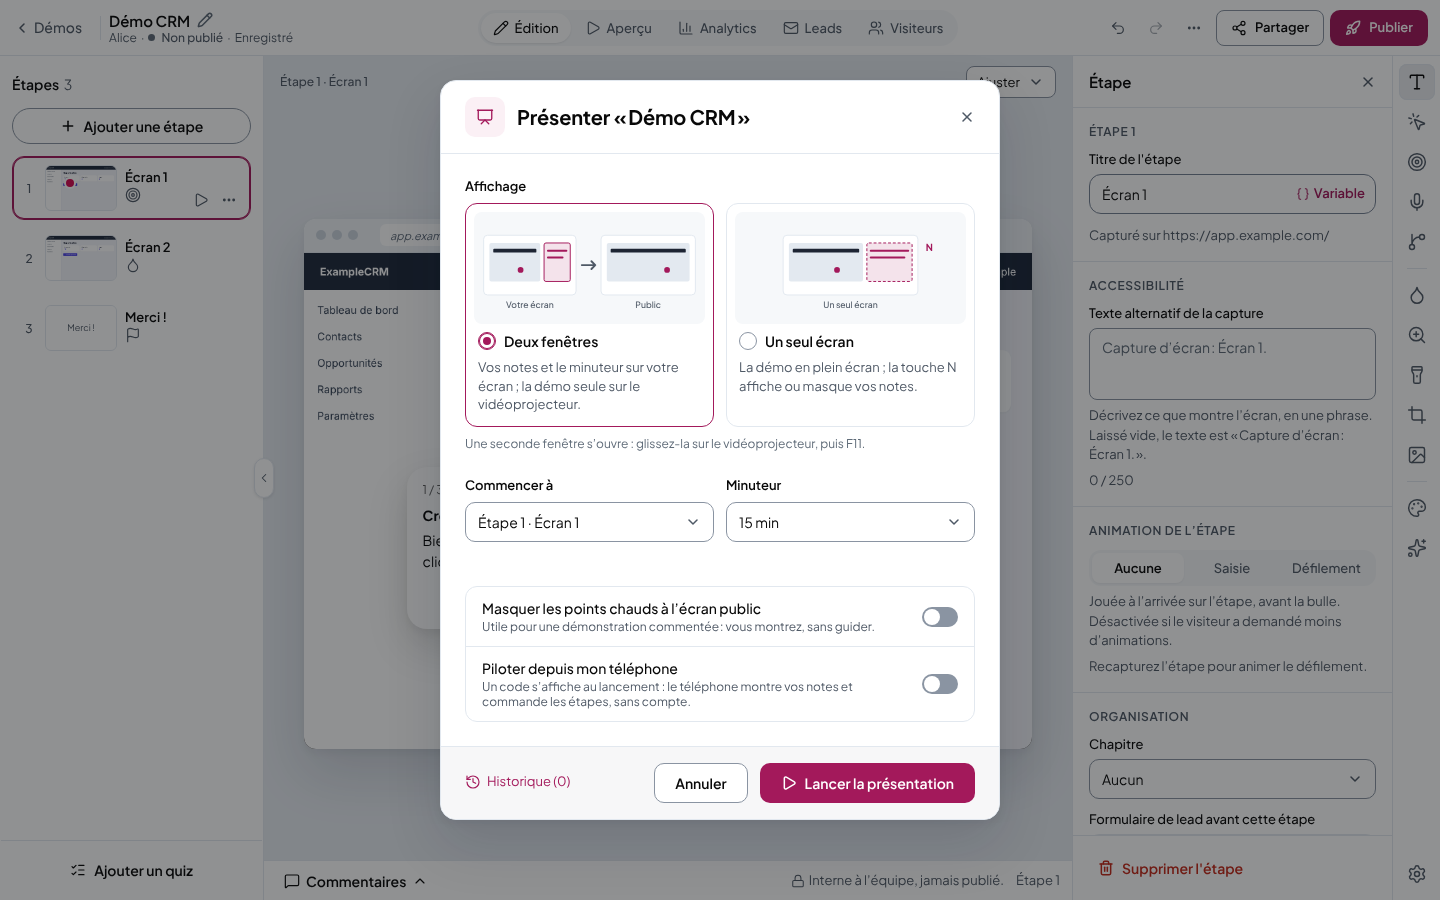 Démos
Démo CRM
Alice · Non publié · Enregistré
Édition
Aperçu
Analytics
Leads
Visiteurs
Partager
Publier
Étapes 3
Ajouter une étape
1
Écran 1
2
Écran 2
3
Merci !
Merci !
Ajouter un quiz
Étape 1 · Écran 1
Ajuster
ExampleCRM
Tableau de bord
Contacts
Opportunités
Rapports
Paramètres
Présenter « Démo CRM »
Affichage
Votre écran
Public
Deux fenêtres
Vos notes et le minuteur sur votre
écran ; la démo seule sur le
vidéoprojecteur.
N
Un seul écran
Un seul écran
La démo en plein écran ; la touche N
affiche ou masque vos notes.
Une seconde fenêtre s'ouvre : glissez-la sur le vidéoprojecteur, puis F11.
Commencer à
Étape 1 · Écran 1
Minuteur
15 min
Masquer les points chauds à l'écran public
Utile pour une démonstration commentée : vous montrez, sans guider.
Piloter depuis mon téléphone
Un code s'affiche au lancement : le téléphone montre vos notes et
commande les étapes, sans compte.
Historique (0)
Annuler
Lancer la présentation
Commentaires
Interne à l'équipe, jamais publié.
Étape 1
Étape
ÉTAPE 1
Titre de l'étape
Écran 1
{ } Variable
Capturé sur https://app.example.com/
ACCESSIBILITÉ
Texte alternatif de la capture
Capture d'écran : Écran 1.
Décrivez ce que montre l'écran, en une phrase.
Laissé vide, le texte est « Capture d'écran :
Écran 1. ».
0 / 250
ANIMATION DE L'ÉTAPE
Aucune
Saisie
Défilement
Jouée à l'arrivée sur l'étape, avant la bulle.
Désactivée si le visiteur a demandé moins
d'animations.
Recapturez l'étape pour animer le défilement.
ORGANISATION
Chapitre
Aucun
Formulaire de lead avant cette étape
Supprimer l'étape